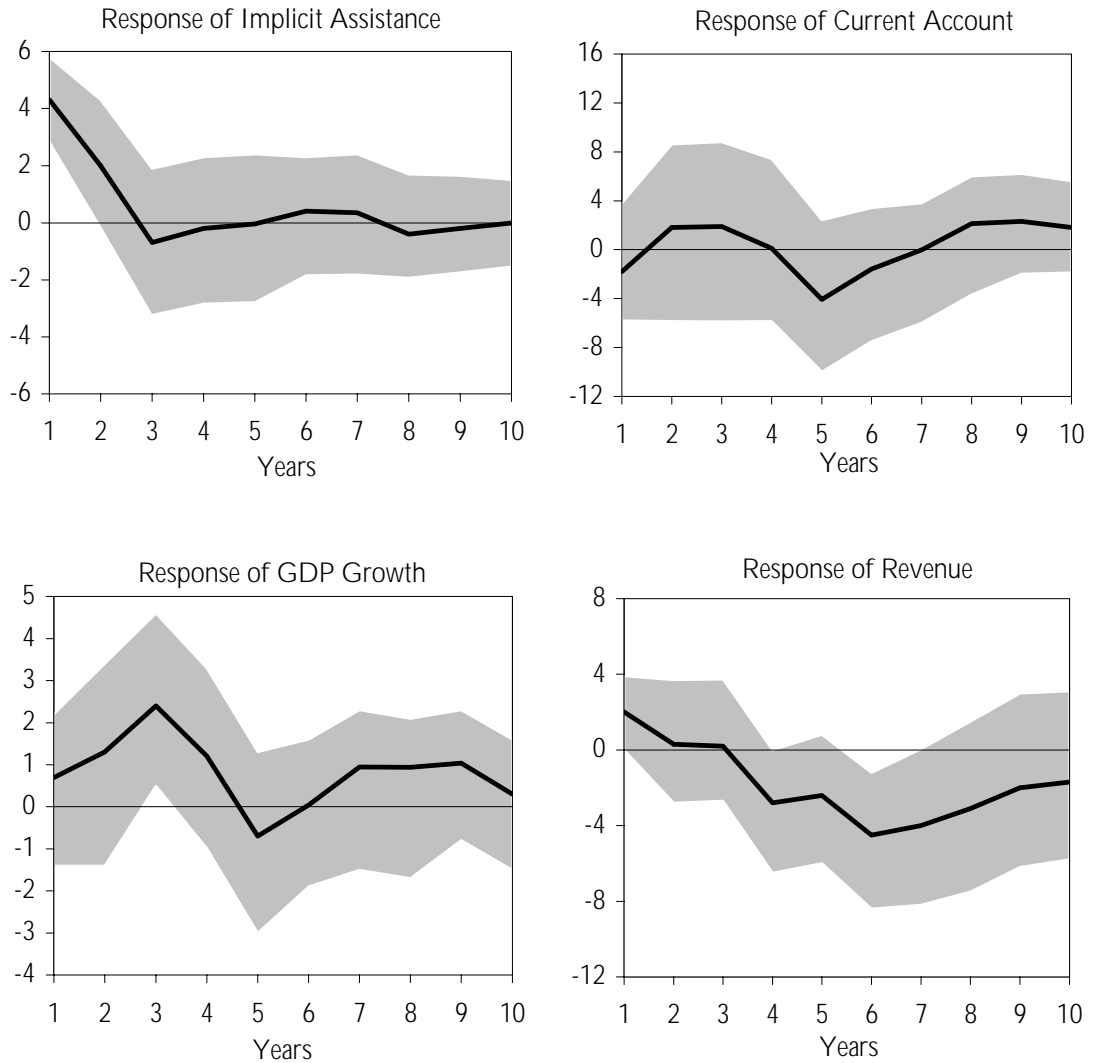 Response of Implicit Assistance
6
4
2
0
-2
-4
-6
1 2 3 4 5 6 7 8 9 10
Years
Response of Current Account
16
12
8
4
0
-4
-8
-12
1 2 3 4 5 6 7 8 9 10
Years
Response of GDP Growth
5
4
3
2
1
0
-1
-2
-3
-4
1 2 3 4 5 6 7 8 9 10
Years
Response of Revenue
8
4
0
-4
-8
-12
1 2 3 4 5 6 7 8 9 10
Years